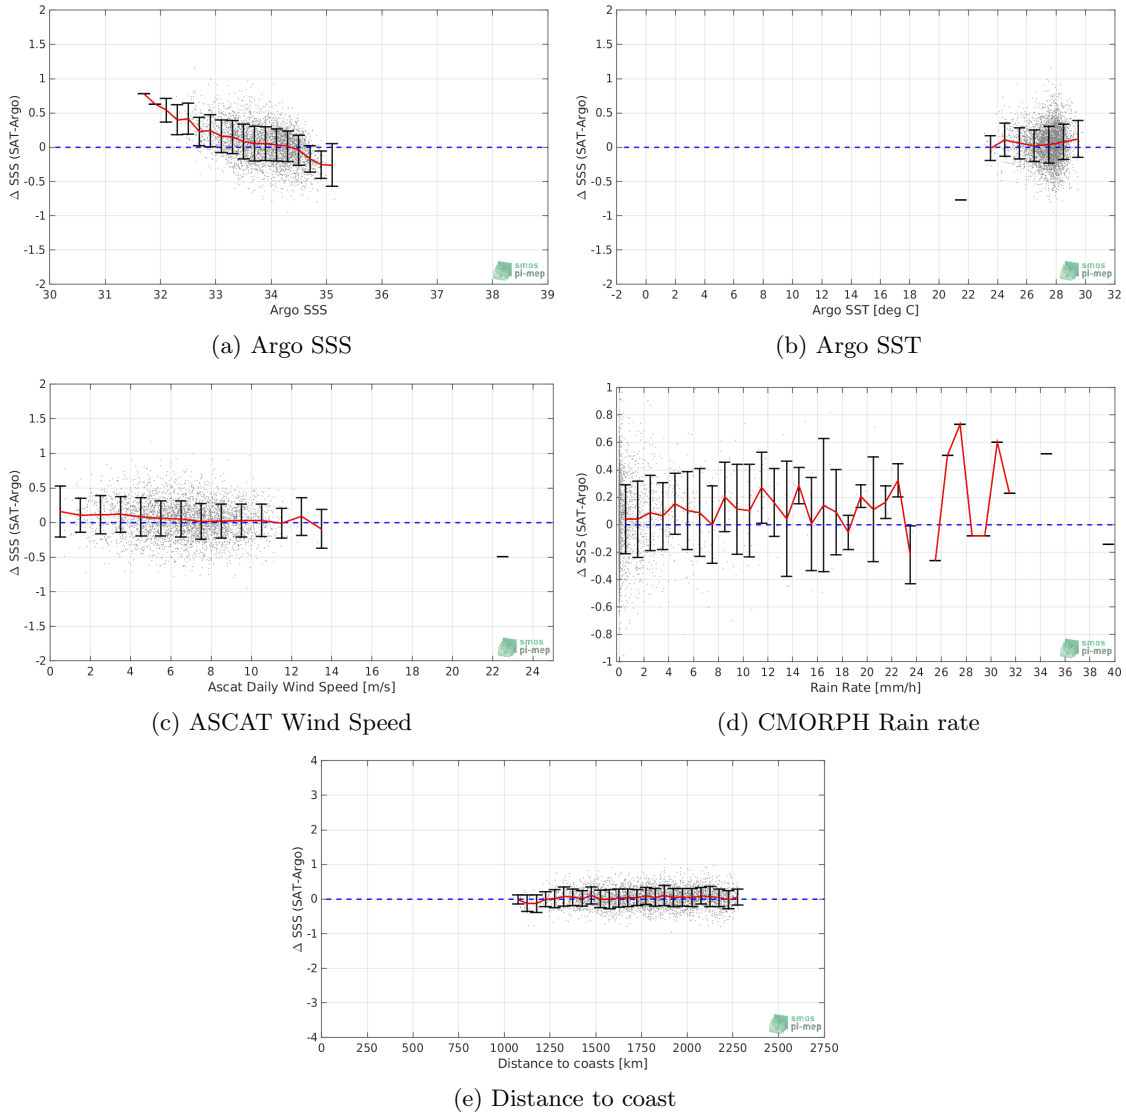 2
1.5
1
0.5
0
-0.5
-1
-1.5
-2
Δ SSS (SAT-Argo)
30 31 32 33 34 35 36 37 38 39
Argo SSS
smos
pi-mep
(a) Argo SSS
2
1.5
1
0.5
0
-0.5
-1
-1.5
-2
Δ SSS (SAT-Argo)
-2 0 2 4 6 8 10 12 14 16 18 20 22 24 26 28 30 32
Argo SST [deg C]
smos
pi-mep
(b) Argo SST
2
1.5
1
0.5
0
-0.5
-1
-1.5
-2
Δ SSS (SAT-Argo)
0 2 4 6 8 10 12 14 16 18 20 22 24
Ascat Daily Wind Speed [m/s]
smos
pi-mep
(c) ASCAT Wind Speed
1
0.8
0.6
0.4
0.2
0
-0.2
-0.4
-0.6
-0.8
-1
Δ SSS (SAT-Argo)
0 2 4 6 8 10 12 14 16 18 20 22 24 26 28 30 32 34 36 38 40
Rain Rate [mm/h]
smos
pi-mep
(d) CMORPH Rain rate
4
3
2
1
0
-1
-2
-3
-4
Δ SSS (SAT-Argo)
0 250 500 750 1000 1250 1500 1750 2000 2250 2500 2750
Distance to coasts [km]
smos
pi-mep
(e) Distance to coast